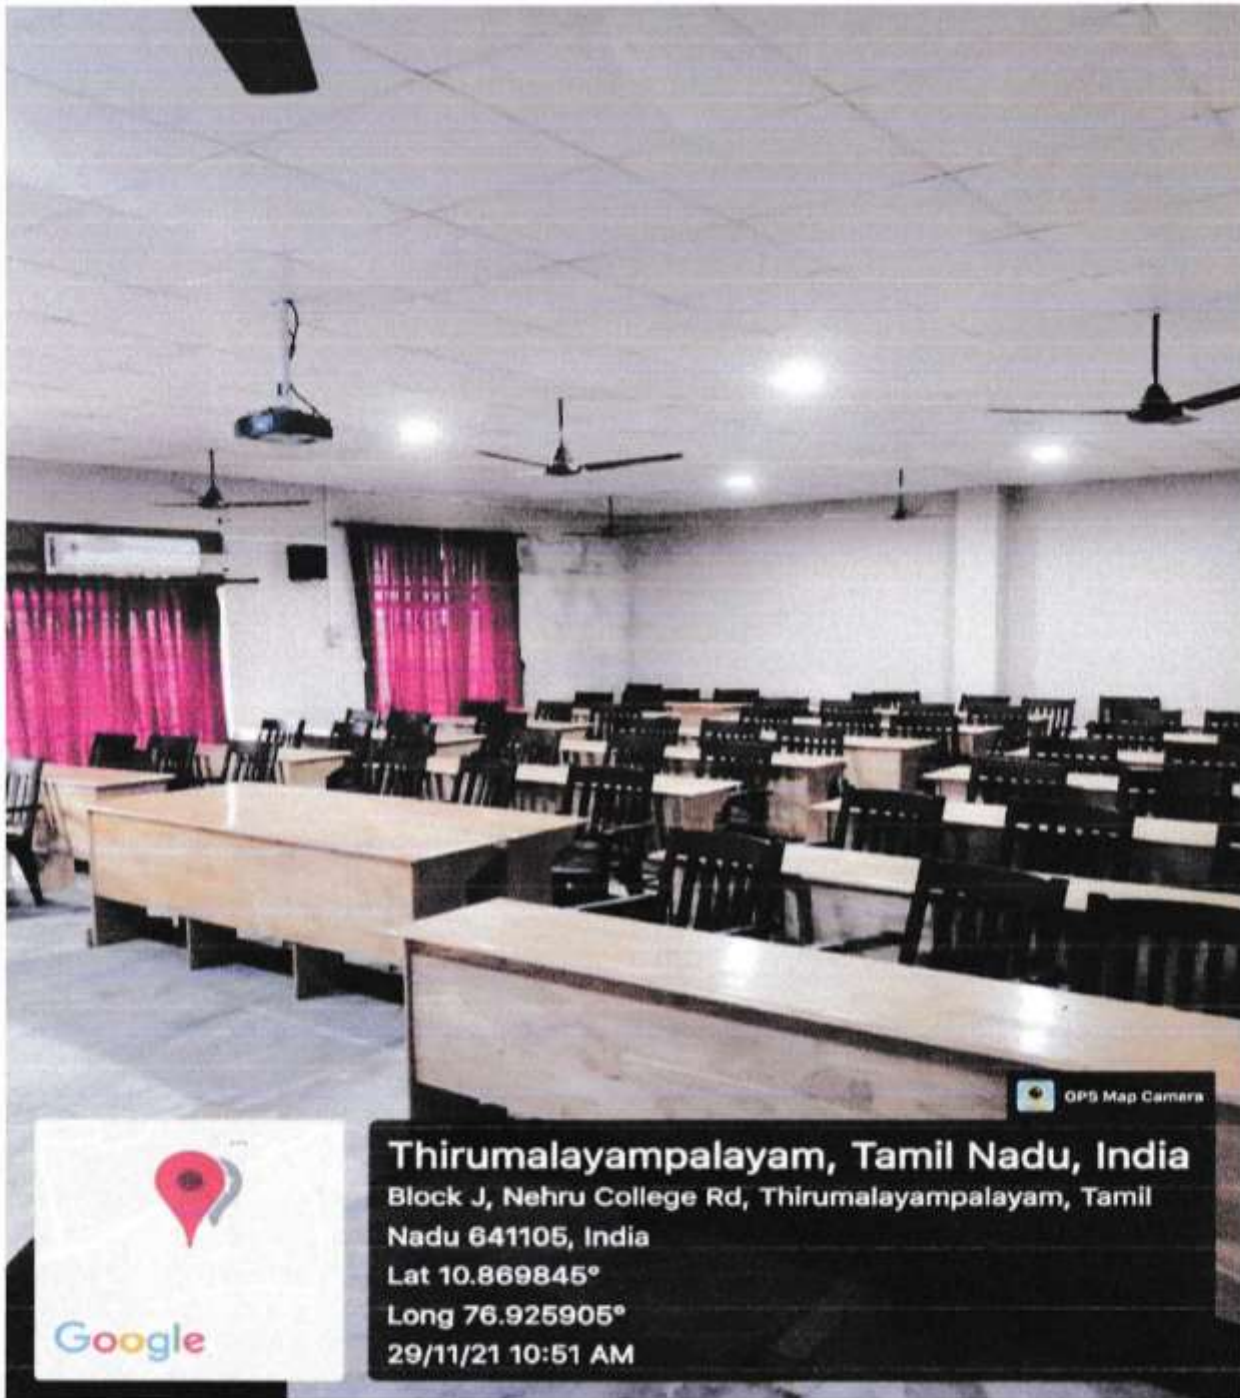 GPS Map Camera
Thirumalayampalayam, Tamil Nadu, India
Block J, Nehru College Rd, Thirumalayampalayam, Tamil
Nadu 641105, India
Lat 10.869845°
Long 76.925905°
29/11/21 10:51 AM
Google